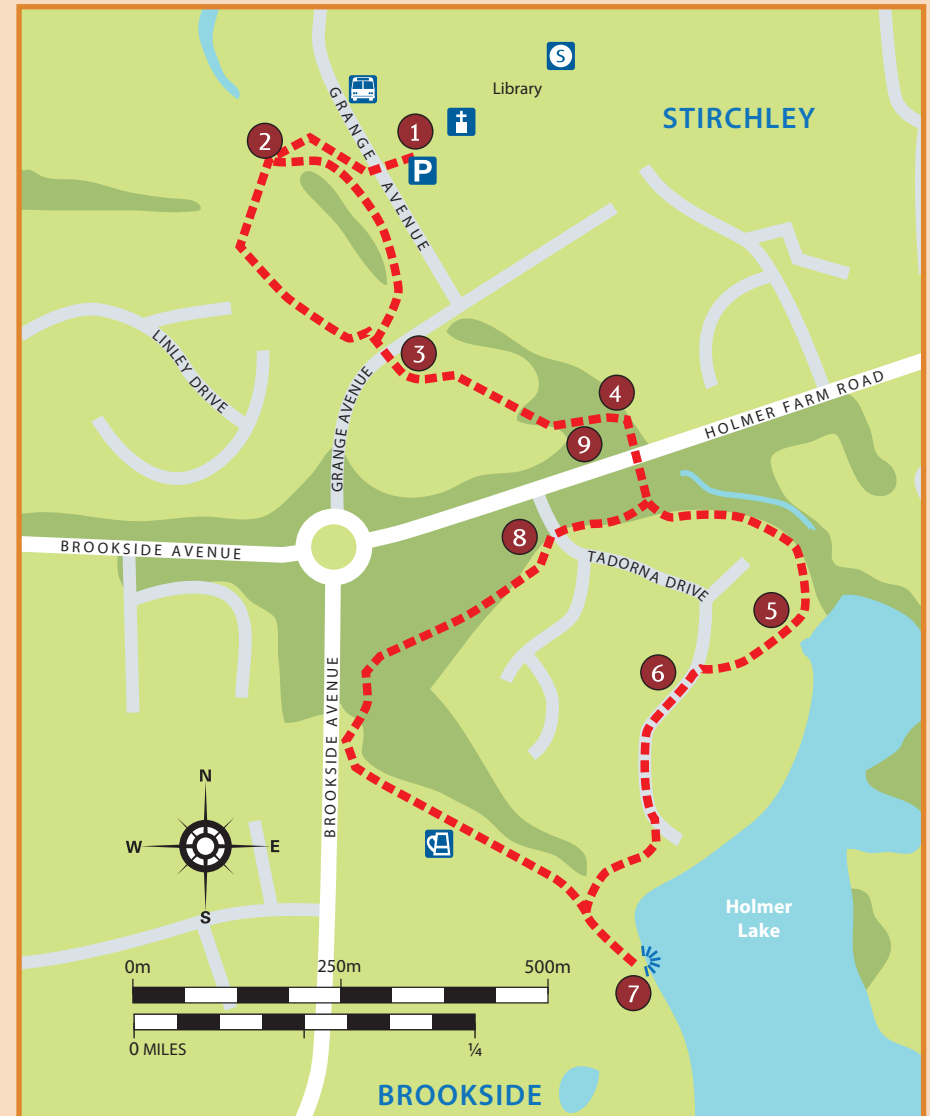 S
Library
STIRCHLEY
GRANGE AVENUE
1
2
P
LINLEY DRIVE
3
GRANGE AVENUE
4
HOLMER FARM ROAD
9
BROOKSIDE AVENUE
8
TADORNA DRIVE
5
6
BROOKSIDE AVENUE
N
W E
S
Holmer
Lake
0m 250m 500m
7
0 MILES ¼
BROOKSIDE